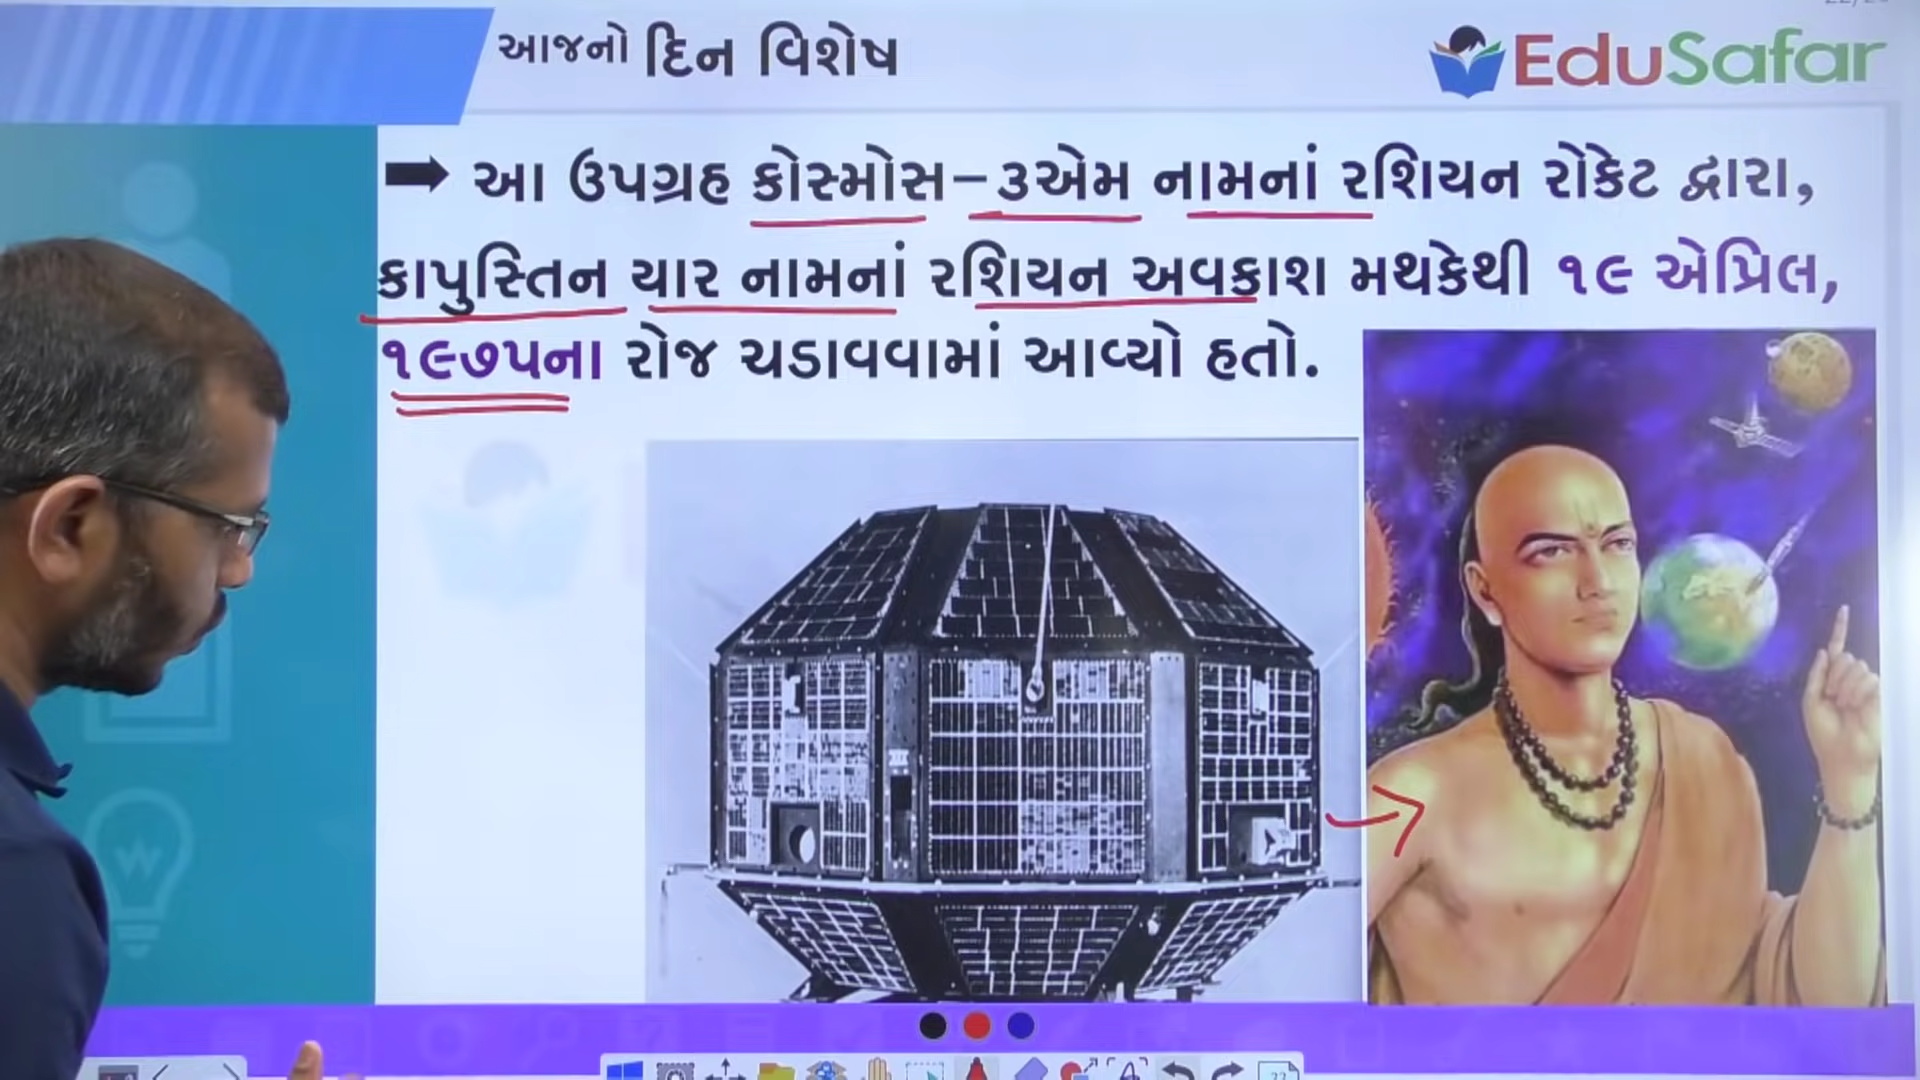 આજનો દિન વિશેષ
EduSafar
➡ આ ઉપગ્રહ કોસ્મોસ–૩એમ નામનાં રશિયન રોકેટ દ્વારા,
કાપુસ્તિન યાર નામનાં રશિયન અવકાશ મથકેથી ૧૯ એપ્રિલ,
૧૯૭૫ના રોજ ચડાવવામાં આવ્યો હતો.